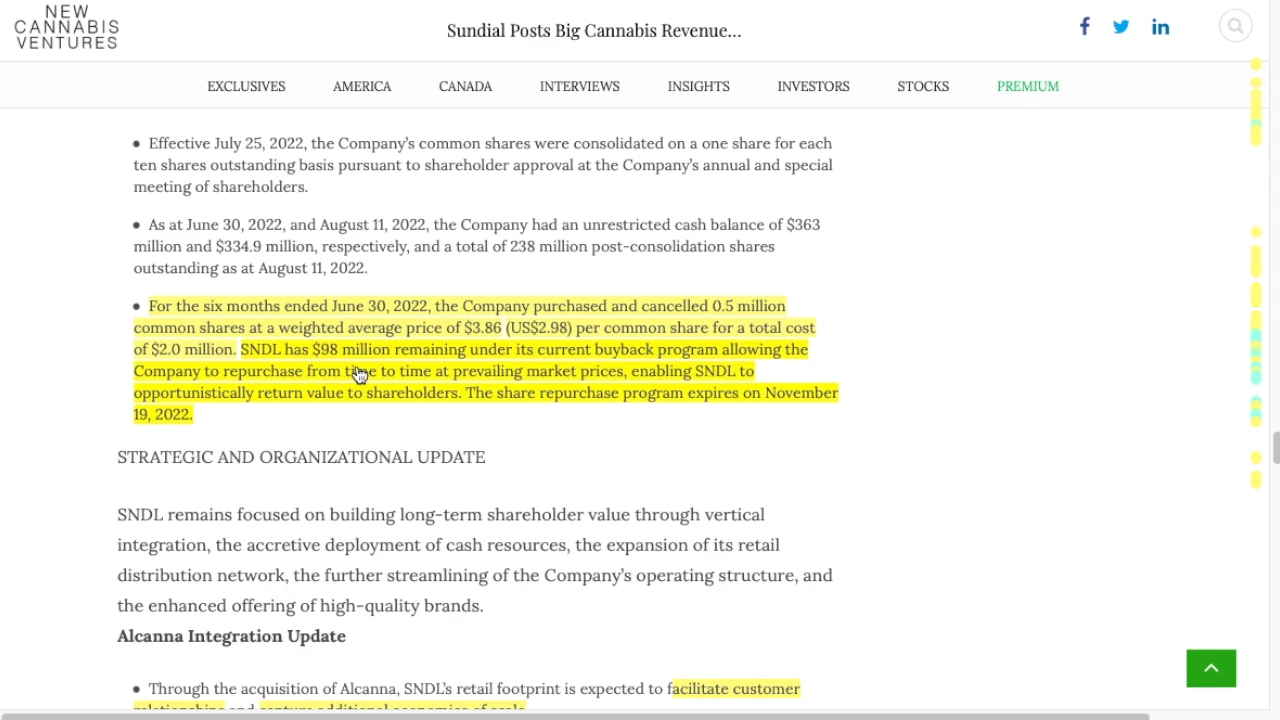 NEW
CANNABIS
VENTURES
Sundial Posts Big Cannabis Revenue...
EXCLUSIVES AMERICA CANADA INTERVIEWS INSIGHTS INVESTORS STOCKS PREMIUM
• Effective July 25, 2022, the Company's common shares were consolidated on a one share for each
ten shares outstanding basis pursuant to shareholder approval at the Company's annual and special
meeting of shareholders.
• As at June 30, 2022, and August 11, 2022, the Company had an unrestricted cash balance of $363
million and $334.9 million, respectively, and a total of 238 million post-consolidation shares
outstanding as at August 11, 2022.
• For the six months ended June 30, 2022, the Company purchased and cancelled 0.5 million
common shares at a weighted average price of $3.86 (US$2.98) per common share for a total cost
of $2.0 million. SNDL has $98 million remaining under its current buyback program allowing the
Company to repurchase from time to time at prevailing market prices, enabling SNDL to
opportunistically return value to shareholders. The share repurchase program expires on November
19, 2022.
STRATEGIC AND ORGANIZATIONAL UPDATE
SNDL remains focused on building long-term shareholder value through vertical
integration, the accretive deployment of cash resources, the expansion of its retail
distribution network, the further streamlining of the Company's operating structure, and
the enhanced offering of high-quality brands.
Alcanna Integration Update
• Through the acquisition of Alcanna, SNDL's retail footprint is expected to facilitate customer
relationships and capture additional economies of scale